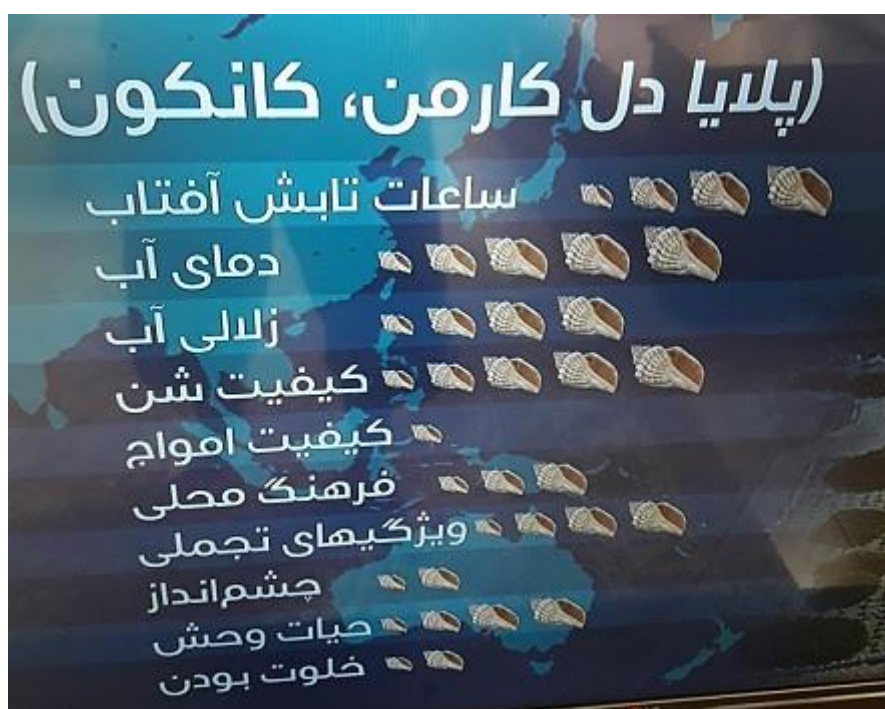 (پلایا دل کارمن، کانکون)
ساعات تابش آفتاب
دمای آب
زلالی آب
کیفیت شن
کیفیت امواج
فرهنگ محلی
ویژگیهای تجملی
چشم‌انداز
حیات وحش
خلوت بودن